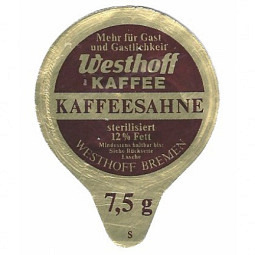 Mehr für Gast
und Gastlichkeit
Westhoff
KAFFEE
KAFFEESAHNE
sterilisiert
12% Fett
Mindestens haltbar bis:
Siehe Rückseite
Lasche
WESTHOFF BREMEN
7,5 g
S